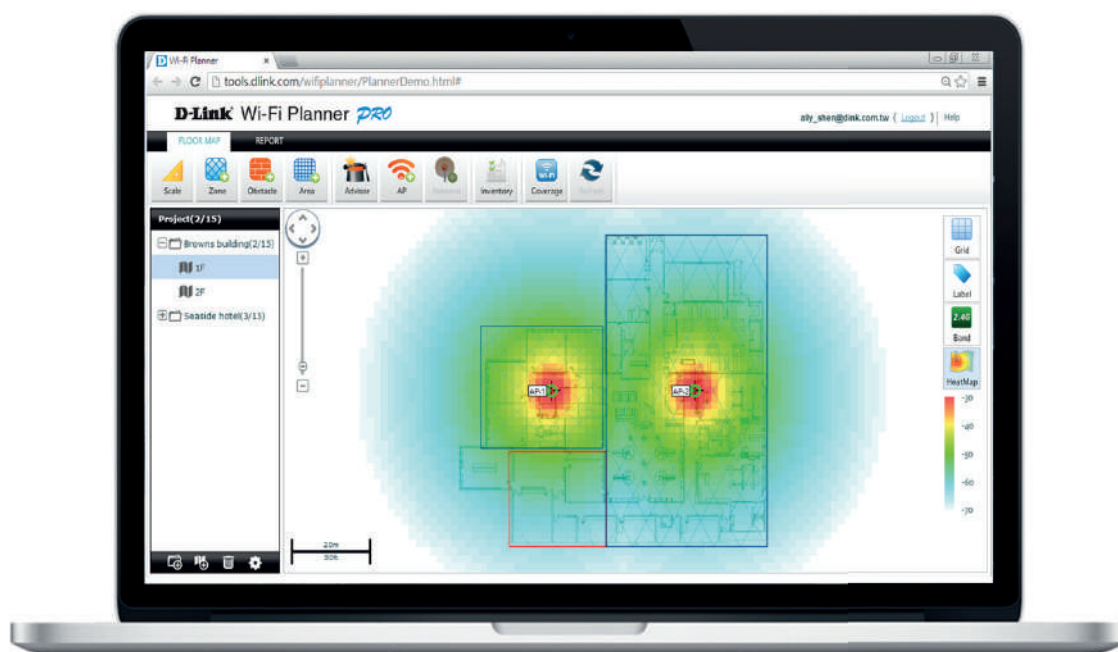 Wi-Fi Planner
tools.dlink.com/wifiplanner/PlannerDemo.html#
D-Link Wi-Fi Planner PRO
ally_shen@dlink.com.tw ( Logout ) | Help
FLOOR MAP REPORT
Scale Zone Obstacle Area Advisor AP Inventory Coverage Refresh
Project(2/15)
Browns building(2/15)
1F
2F
Seaside hotel(3/15)
Grid
Label
2.4G
Band
HeatMap
-30
-40
-50
-60
-70
AP-1 AP-2
20m
50ft